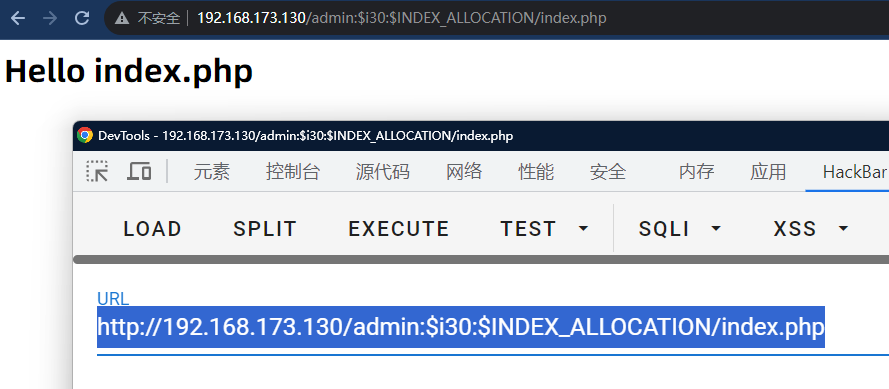 不安全 192.168.173.130/admin:$i30:$INDEX_ALLOCATION/index.php
Hello index.php
DevTools - 192.168.173.130/admin:$i30:$INDEX_ALLOCATION/index.php
元素 控制台 源代码 网络 性能 安全 内存 应用 HackBar
LOAD SPLIT EXECUTE TEST SQLI XSS
URL
http://192.168.173.130/admin:$i30:$INDEX_ALLOCATION/index.php